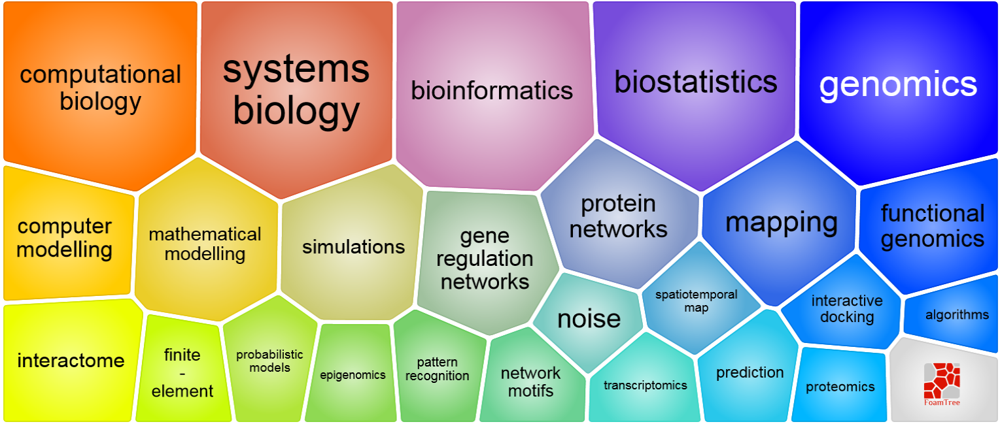 computational
biology
systems
biology
bioinformatics
biostatistics
genomics
computer
modelling
mathematical
modelling
simulations
gene
regulation
networks
protein
networks
mapping
functional
genomics
interactome
finite
-
element
probabilistic
models
epigenomics
pattern
recognition
network
motifs
noise
spatiotemporal
map
transcriptomics
prediction
interactive
docking
proteomics
algorithms
FoamTree